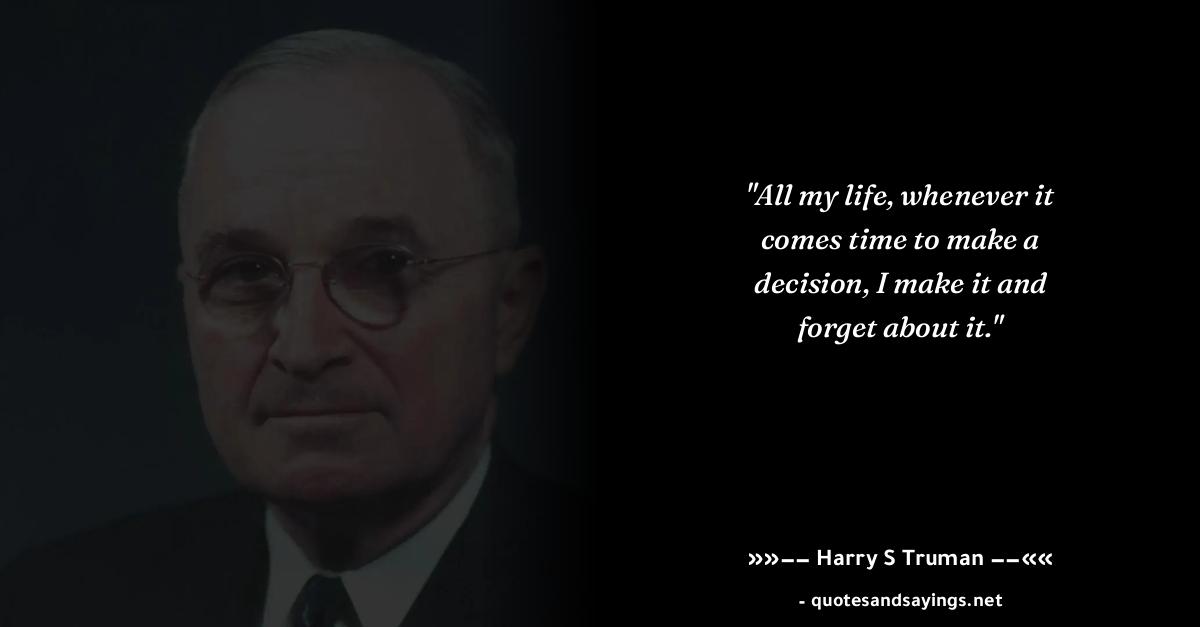 "All my life, whenever it
comes time to make a
decision, I make it and
forget about it."
»»–– Harry S Truman ––««
- quotesandsayings.net